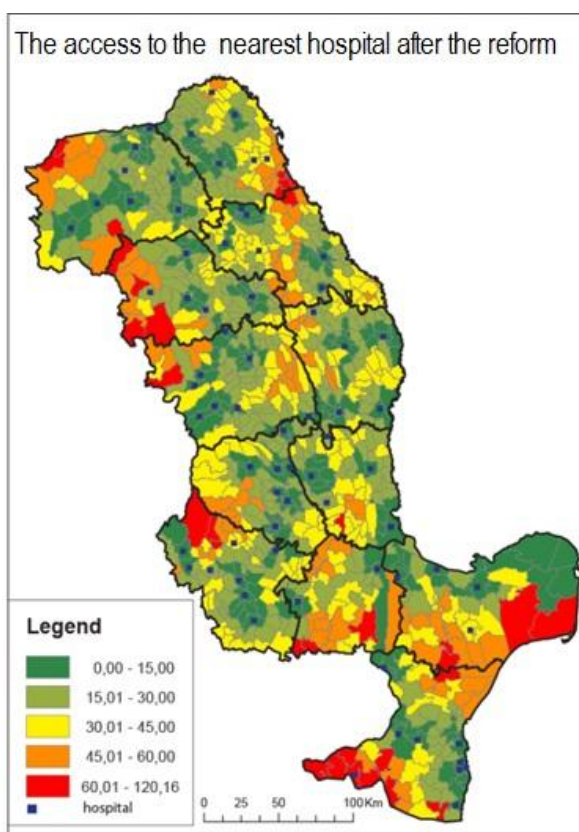 The access to the nearest hospital after the reform
Legend
0,00 - 15,00
15,01 - 30,00
30,01 - 45,00
45,01 - 60,00
60,01 - 120,16
hospital
0 25 50 100 Km